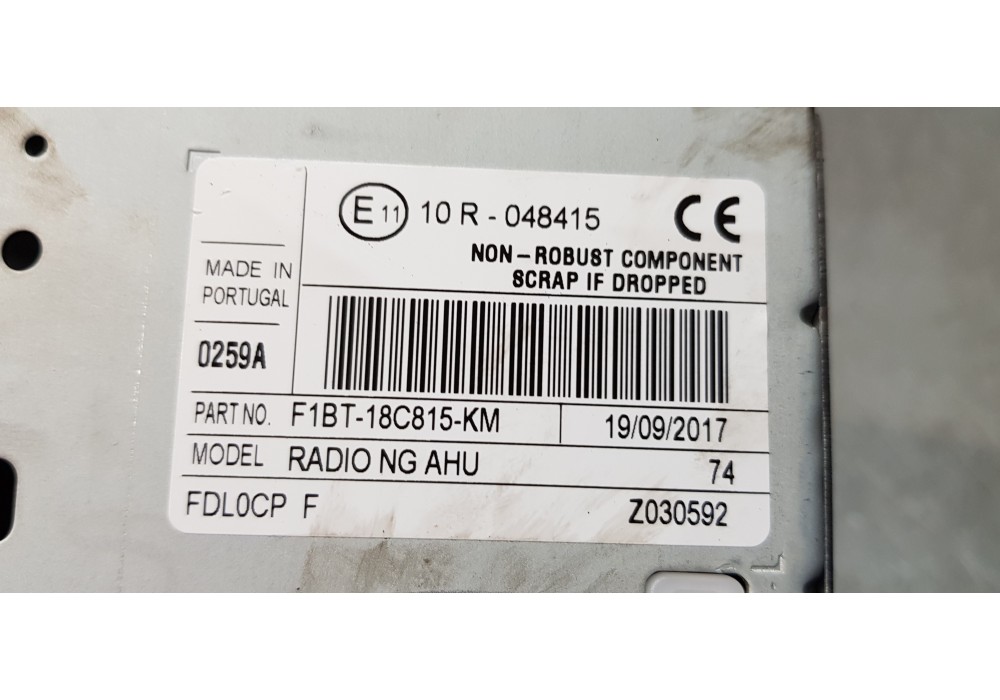 E 11 10 R - 048415 CE
NON-ROBUST COMPONENT
SCRAP IF DROPPED
MADE IN
PORTUGAL
0259A
PART NO. F1BT-18C815-KM 19/09/2017
MODEL RADIO NG AHU 74
FDL0CP F Z030592